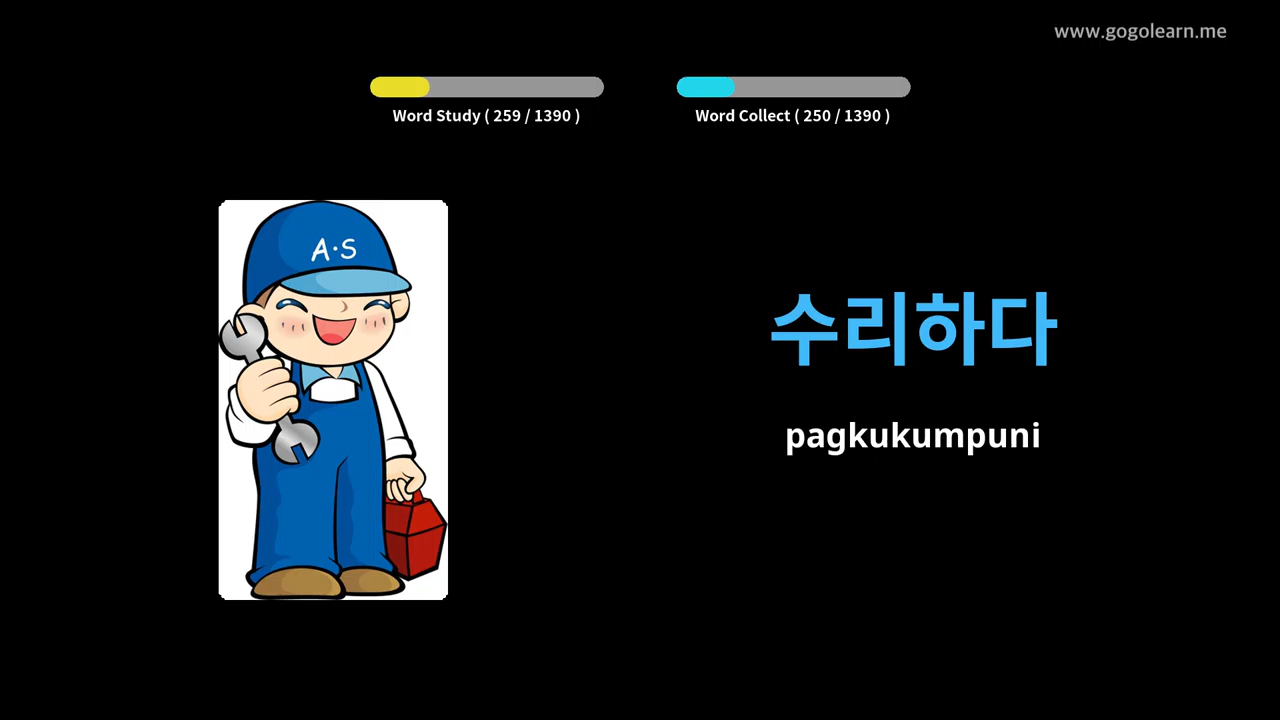 www.gogolearn.me
Word Study ( 259 / 1390 )
Word Collect ( 250 / 1390 )
A·S
수리하다
pagkukumpuni